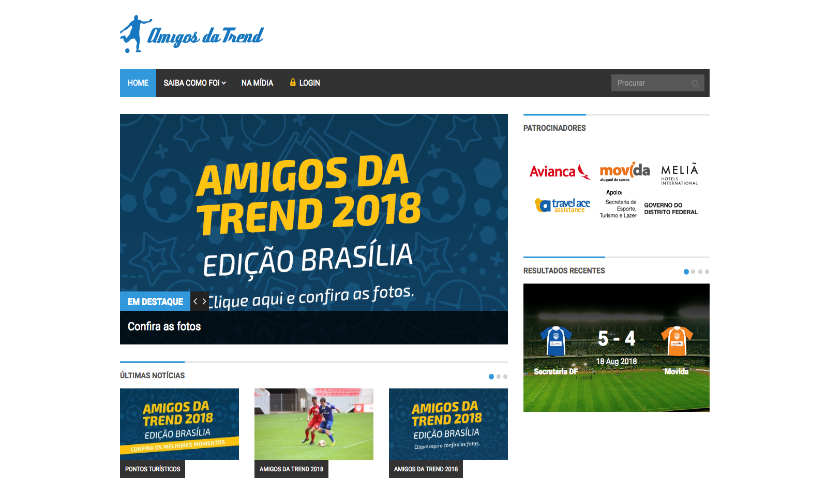 Amigos da Trend
HOME
SAIBA COMO FOI
NA MÍDIA
LOGIN
Procurar
AMIGOS DA
TREND 2018
EDIÇÃO BRASÍLIA
Clique aqui e confira as fotos.
EM DESTAQUE
Confira as fotos
PATROCINADORES
Avianca
movida
aluguel de carros
MELIÃ
HOTELS
INTERNATIONAL
travel ace
assistance
Apoio:
Secretaria de
Esporte,
Turismo e Lazer
GOVERNO DO
DISTRITO FEDERAL
RESULTADOS RECENTES
5 - 4
18 Aug 2018
Secretaria DF
Movida
ÚLTIMAS NOTÍCIAS
AMIGOS DA
TREND 2018
EDIÇÃO BRASÍLIA
CONFIRA OS MELHORES MOMENTOS
PONTOS TURÍSTICOS
AMIGOS DA TREND 2018
AMIGOS DA
TREND 2018
EDIÇÃO BRASÍLIA
Clique aqui e confira as fotos.
AMIGOS DA TREND 2018